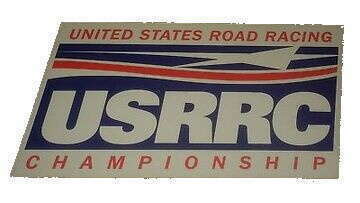 UNITED STATES ROAD RACING
USRRC
CHAMPIONSHIP